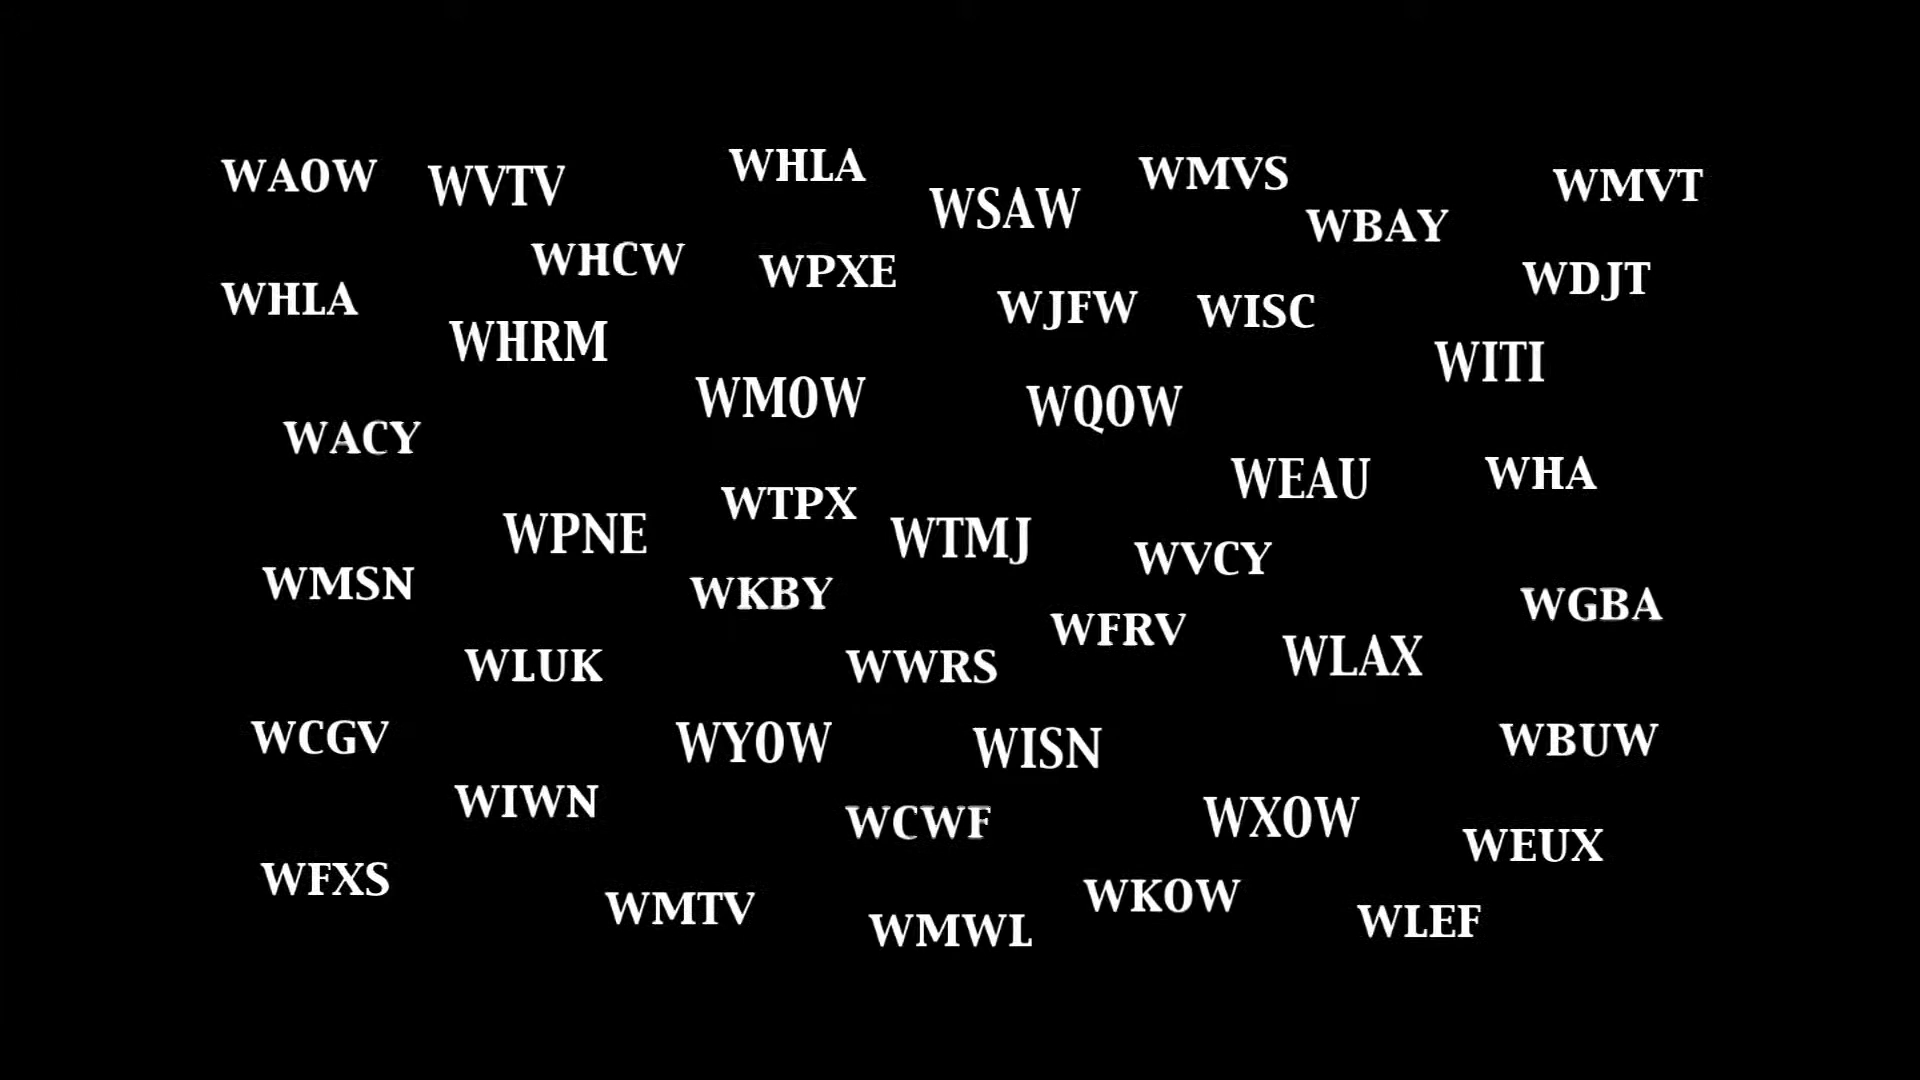 WAOW WVTV WHLA WSAW WMVS WBAY WMVT
WHLA WHCW WPXE WJFW WISC WDJT
WHRM WMOW WQOW WITI
WACY WTPX WEAU WHA
WPNE WTMJ WVCY
WMSN WKBY WFRV WGBA
WLUK WWRS WLAX
WCGV WYOW WISN WBUW
WIWN WCWF WXOW WEUX
WFXS WMTV WMWL WKOW WLEF